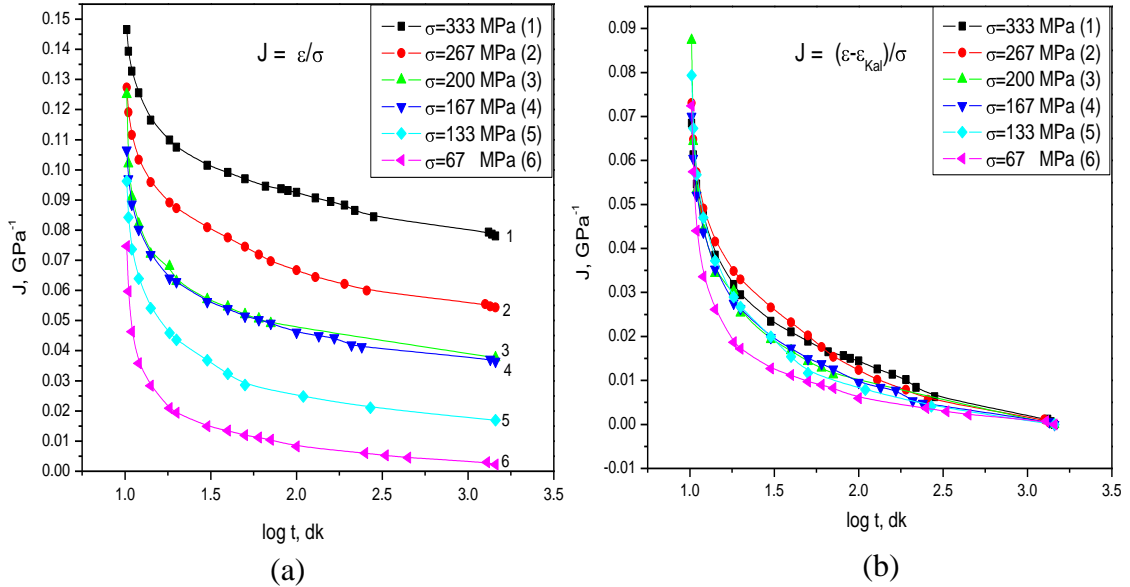 0.15
0.14
0.13
0.12
0.11
0.10
0.09
0.08
0.07
0.06
0.05
0.04
0.03
0.02
0.01
0.00
J, GPa⁻¹
1.0 1.5 2.0 2.5 3.0 3.5
log t, dk
J = ε/σ
σ=333 MPa (1)
σ=267 MPa (2)
σ=200 MPa (3)
σ=167 MPa (4)
σ=133 MPa (5)
σ=67 MPa (6)
1
2
3
4
5
6
(a)
0.09
0.08
0.07
0.06
0.05
0.04
0.03
0.02
0.01
0.00
-0.01
J, GPa⁻¹
1.0 1.5 2.0 2.5 3.0 3.5
log t, dk
J = (ε-εKal)/σ
σ=333 MPa (1)
σ=267 MPa (2)
σ=200 MPa (3)
σ=167 MPa (4)
σ=133 MPa (5)
σ=67 MPa (6)
(b)